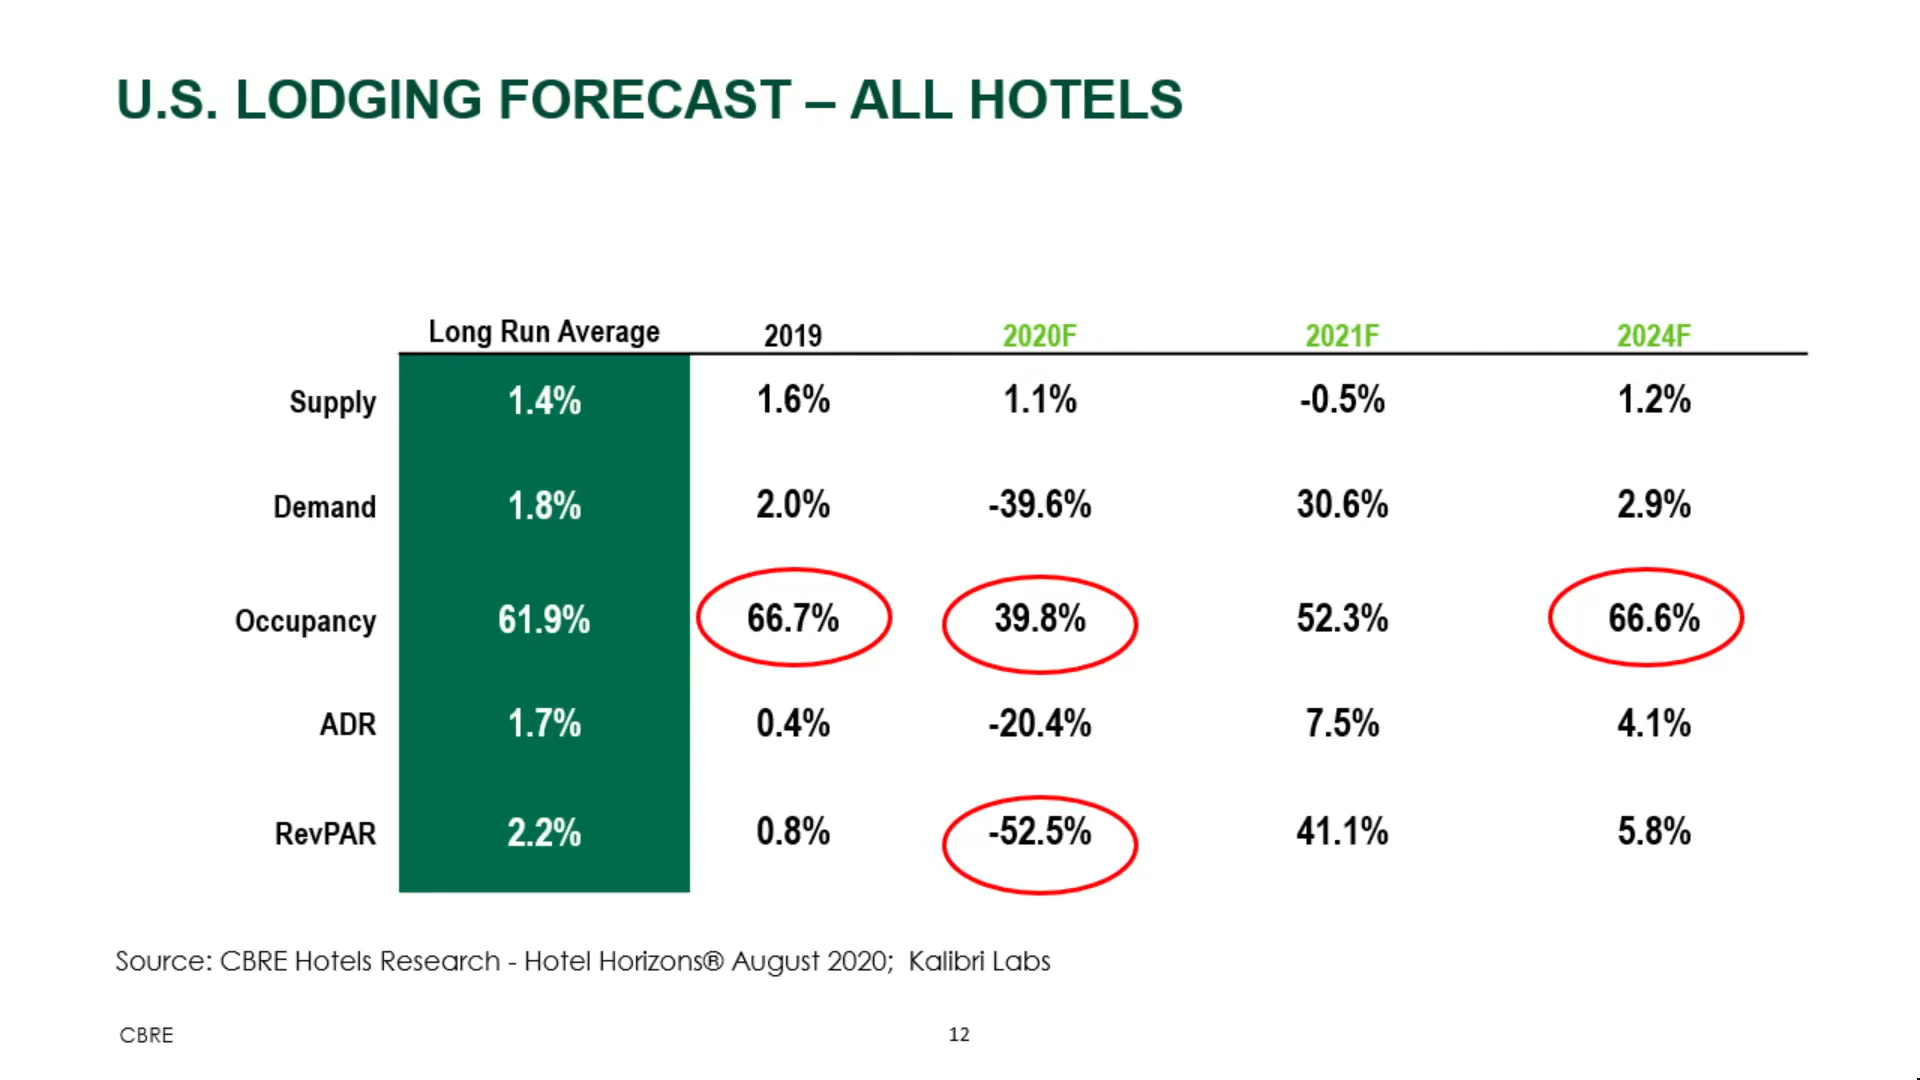 U.S. LODGING FORECAST – ALL HOTELS
Long Run Average 2019 2020F 2021F 2024F
Supply 1.4% 1.6% 1.1% -0.5% 1.2%
Demand 1.8% 2.0% -39.6% 30.6% 2.9%
Occupancy 61.9% 66.7% 39.8% 52.3% 66.6%
ADR 1.7% 0.4% -20.4% 7.5% 4.1%
RevPAR 2.2% 0.8% -52.5% 41.1% 5.8%
Source: CBRE Hotels Research - Hotel Horizons® August 2020; Kalibri Labs
CBRE 12